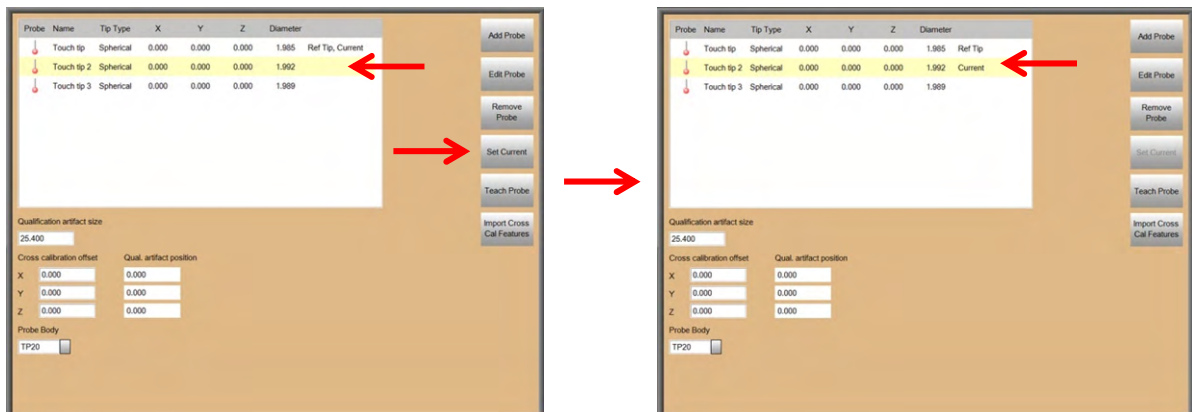 Probe Name Tip Type X Y Z Diameter
Touch tip Spherical 0.000 0.000 0.000 1.985 Ref Tip, Current
Touch tip 2 Spherical 0.000 0.000 0.000 1.992
Touch tip 3 Spherical 0.000 0.000 0.000 1.989
Add Probe
Edit Probe
Remove
Probe
Set Current
Teach Probe
Import Cross
Cal Features
Qualification artifact size
25.400
Cross calibration offset Qual. artifact position
X 0.000 0.000
Y 0.000 0.000
Z 0.000 0.000
Probe Body
TP20
Probe Name Tip Type X Y Z Diameter
Touch tip Spherical 0.000 0.000 0.000 1.985 Ref Tip
Touch tip 2 Spherical 0.000 0.000 0.000 1.992 Current
Touch tip 3 Spherical 0.000 0.000 0.000 1.989
Add Probe
Edit Probe
Remove
Probe
Set Current
Teach Probe
Import Cross
Cal Features
Qualification artifact size
25.400
Cross calibration offset Qual. artifact position
X 0.000 0.000
Y 0.000 0.000
Z 0.000 0.000
Probe Body
TP20